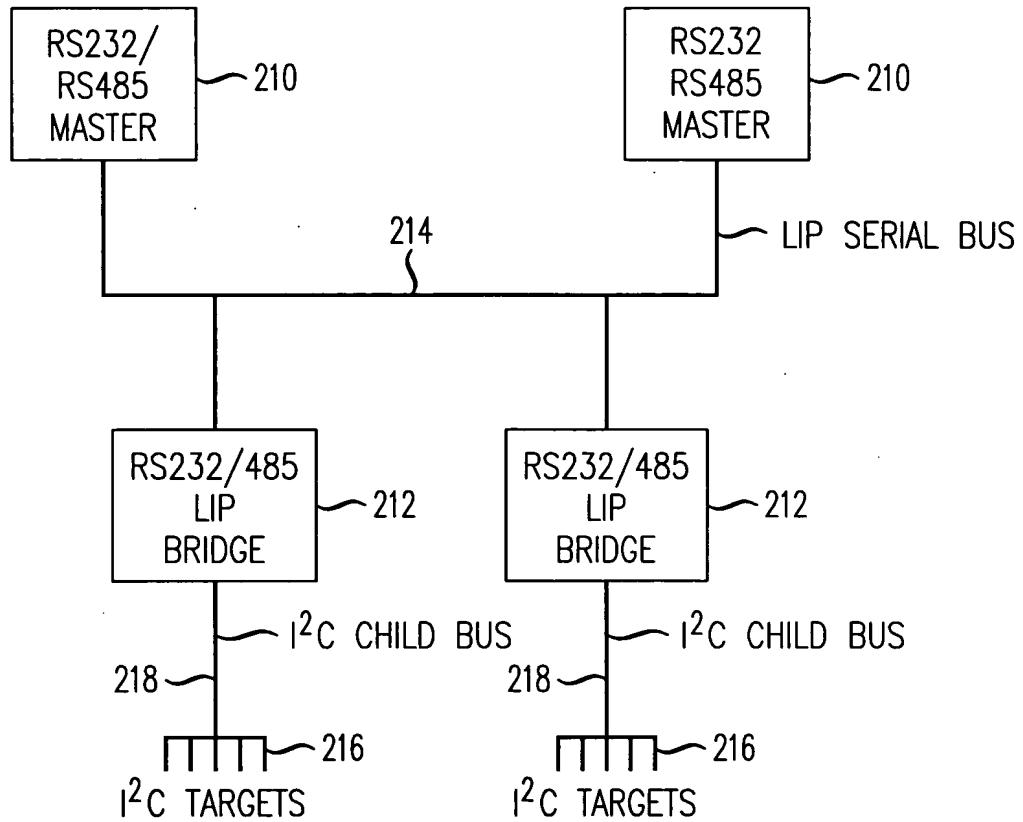 RS232/
RS485
MASTER
210
RS232
RS485
MASTER
210
214
LIP SERIAL BUS
RS232/485
LIP
BRIDGE
212
RS232/485
LIP
BRIDGE
212
I²C CHILD BUS
I²C CHILD BUS
218
218
216
216
I²C TARGETS
I²C TARGETS